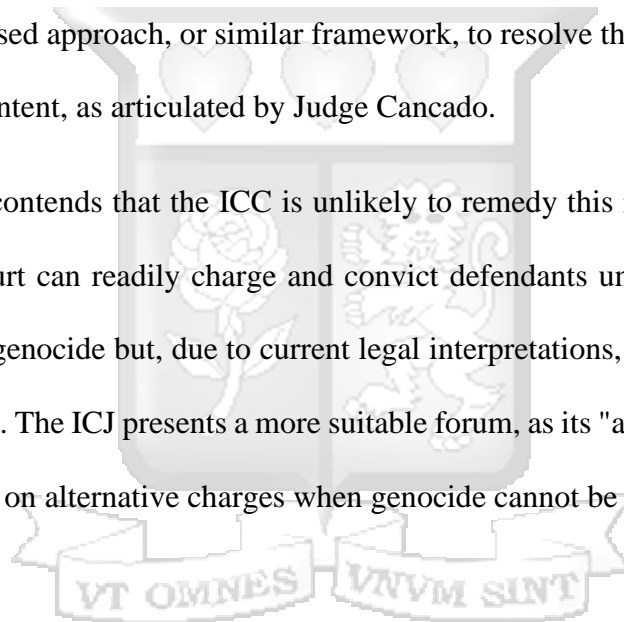 sed approach, or similar framework, to resolve th
ntent, as articulated by Judge Cancado.
contends that the ICC is unlikely to remedy this
urt can readily charge and convict defendants un
genocide but, due to current legal interpretations,
. The ICJ presents a more suitable forum, as its "a
on alternative charges when genocide cannot be
VT OMNES VNVM SINT